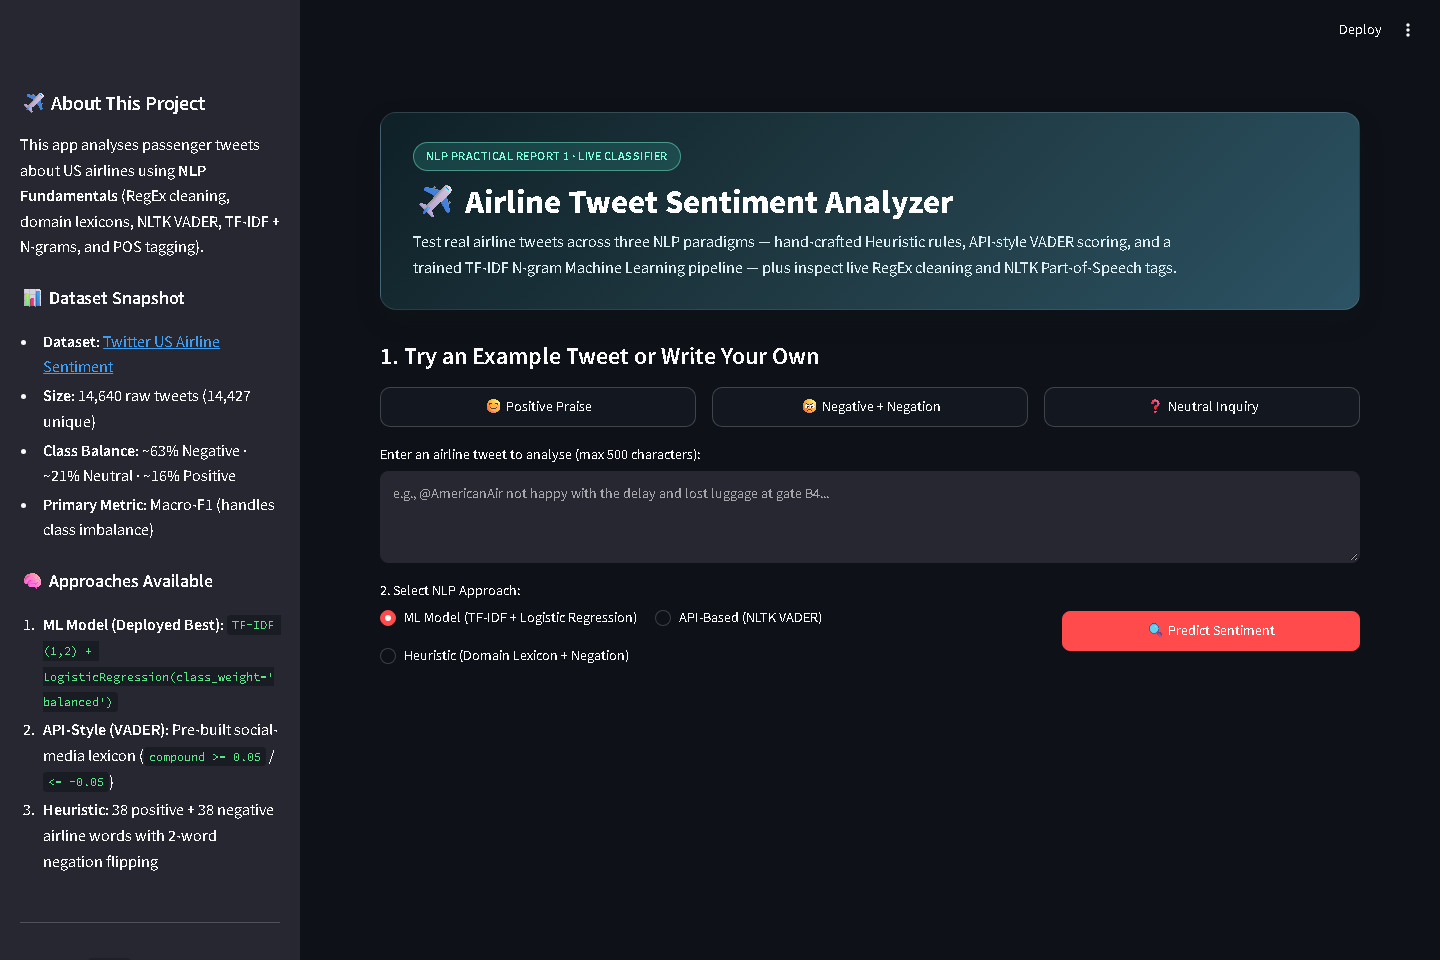 Deploy
About This Project
This app analyses passenger tweets
about US airlines using NLP
Fundamentals (RegEx cleaning,
domain lexicons, NLTK VADER, TF-IDF +
N-grams, and POS tagging).
Dataset Snapshot
• Dataset: Twitter US Airline
Sentiment
• Size: 14,640 raw tweets (14,427
unique)
• Class Balance: ~63% Negative ·
~21% Neutral · ~16% Positive
• Primary Metric: Macro-F1 (handles
class imbalance)
Approaches Available
1. ML Model (Deployed Best): TF-IDF
(1,2) +
LogisticRegression(class_weight='
balanced')
2. API-Style (VADER): Pre-built social-
media lexicon ( compound >= 0.05 /
<= -0.05 )
3. Heuristic: 38 positive + 38 negative
airline words with 2-word
negation flipping
NLP PRACTICAL REPORT 1 · LIVE CLASSIFIER
Airline Tweet Sentiment Analyzer
Test real airline tweets across three NLP paradigms — hand-crafted Heuristic rules, API-style VADER scoring, and a
trained TF-IDF N-gram Machine Learning pipeline — plus inspect live RegEx cleaning and NLTK Part-of-Speech tags.
1. Try an Example Tweet or Write Your Own
Positive Praise
Negative + Negation
Neutral Inquiry
Enter an airline tweet to analyse (max 500 characters):
e.g., @AmericanAir not happy with the delay and lost luggage at gate B4...
2. Select NLP Approach:
ML Model (TF-IDF + Logistic Regression)
API-Based (NLTK VADER)
Heuristic (Domain Lexicon + Negation)
Predict Sentiment